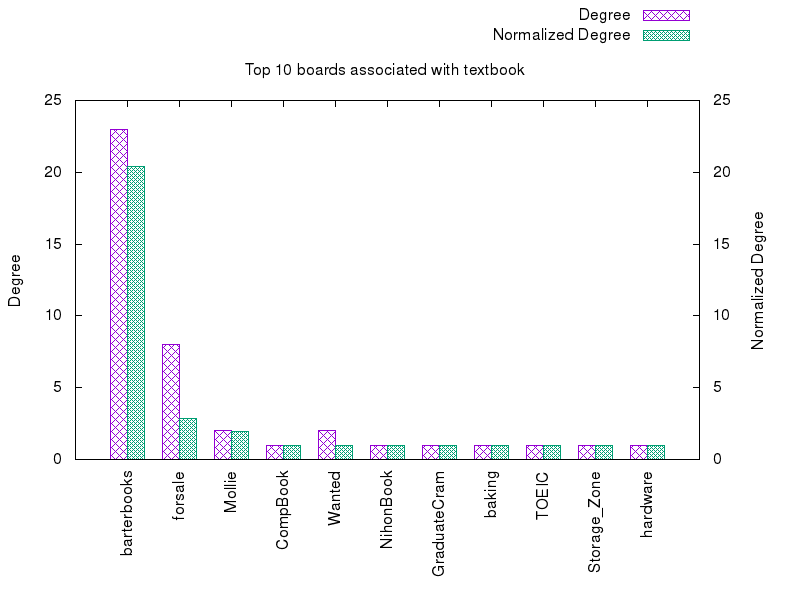 Degree
Normalized Degree
Top 10 boards associated with textbook
25
20
15
10
5
0
25
20
15
10
5
0
Degree
Normalized Degree
barterbooks
forsale
Mollie
CompBook
Wanted
NihonBook
GraduateCram
baking
TOEIC
Storage_Zone
hardware